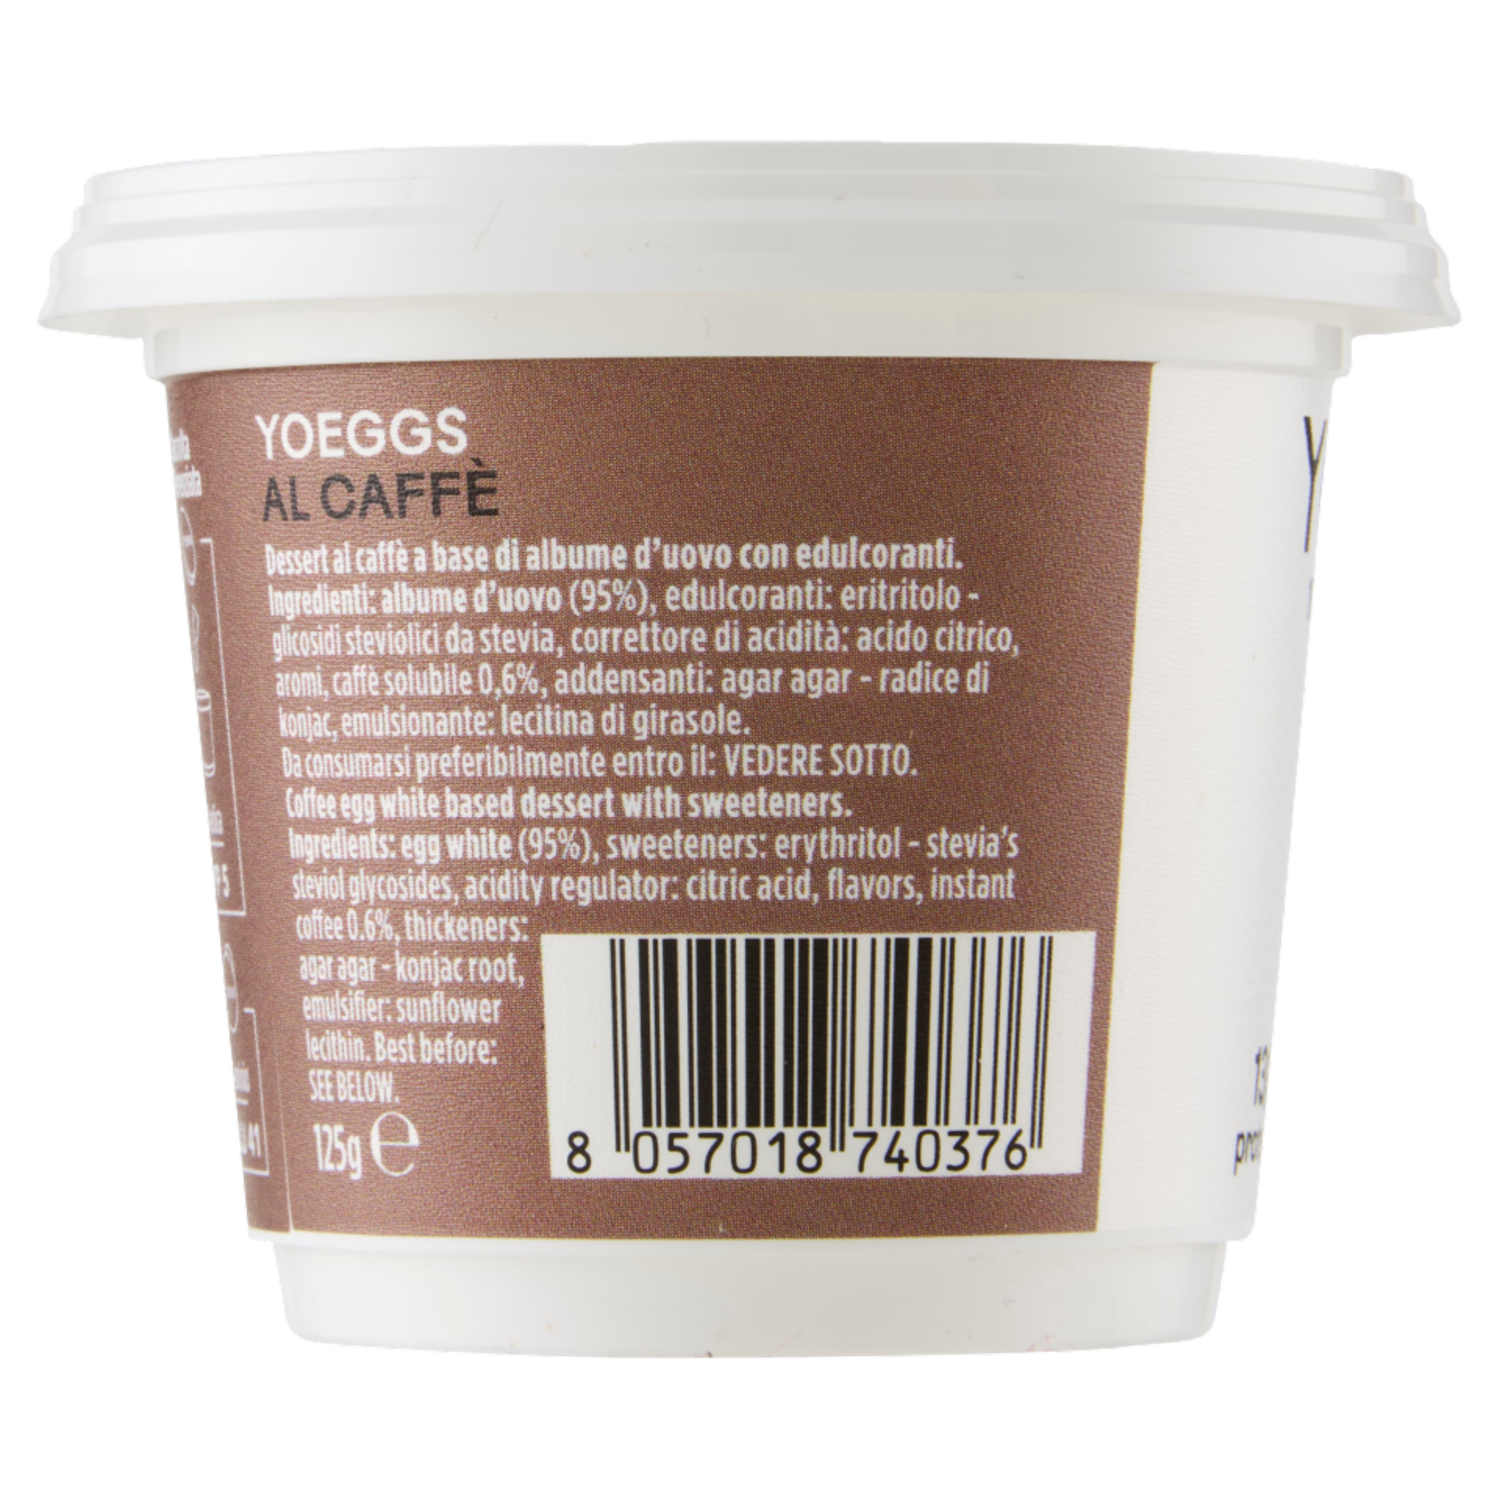 YOEGGS
AL CAFFÈ
Dessert al caffè a base di albume d'uovo con edulcoranti.
Ingredienti: albume d'uovo (95%), edulcoranti: eritritolo -
glicosidi steviolici da stevia, correttore di acidità: acido citrico,
aromi, caffè solubile 0,6%, addensanti: agar agar - radice di
konjac, emulsionante: lecitina di girasole.
Da consumarsi preferibilmente entro il: VEDERE SOTTO.
Coffee egg white based dessert with sweeteners.
Ingredients: egg white (95%), sweeteners: erythritol - stevia's
steviol glycosides, acidity regulator: citric acid, flavors, instant
coffee 0.6%, thickeners:
agar agar - konjac root,
emulsifier: sunflower
lecithin. Best before:
SEE BELOW.
125g e
8 057018 740376